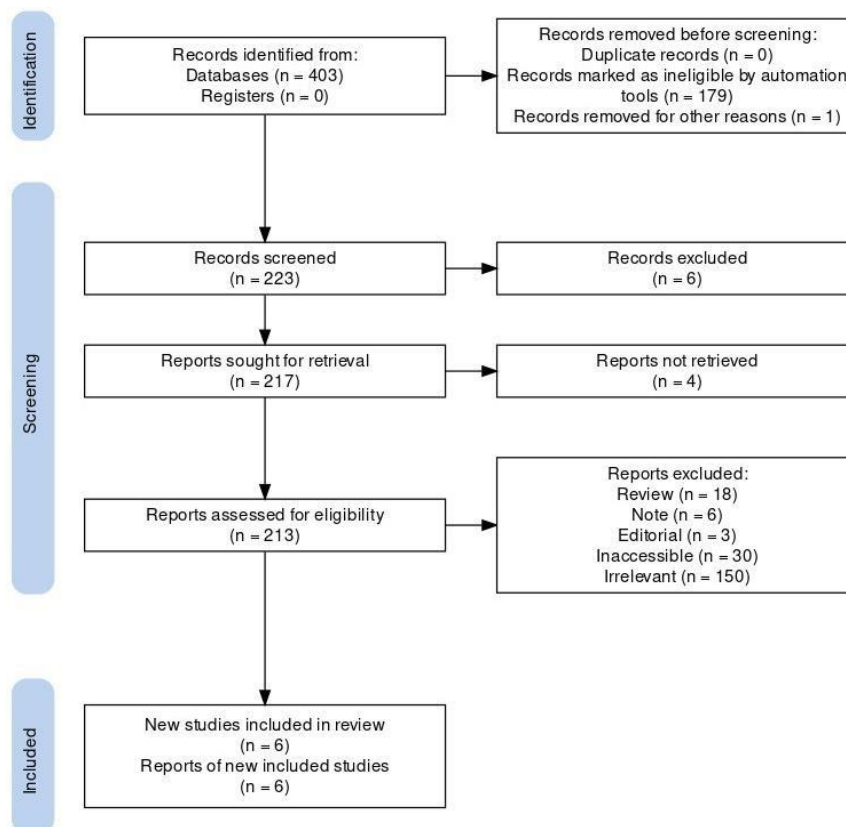 Identification
Records identified from:
Databases (n = 403)
Registers (n = 0)
Records removed before screening:
Duplicate records (n = 0)
Records marked as ineligible by automation
tools (n = 179)
Records removed for other reasons (n = 1)
Screening
Records screened
(n = 223)
Records excluded
(n = 6)
Reports sought for retrieval
(n = 217)
Reports not retrieved
(n = 4)
Reports assessed for eligibility
(n = 213)
Reports excluded:
Review (n = 18)
Note (n = 6)
Editorial (n = 3)
Inaccessible (n = 30)
Irrelevant (n = 150)
Included
New studies included in review
(n = 6)
Reports of new included studies
(n = 6)